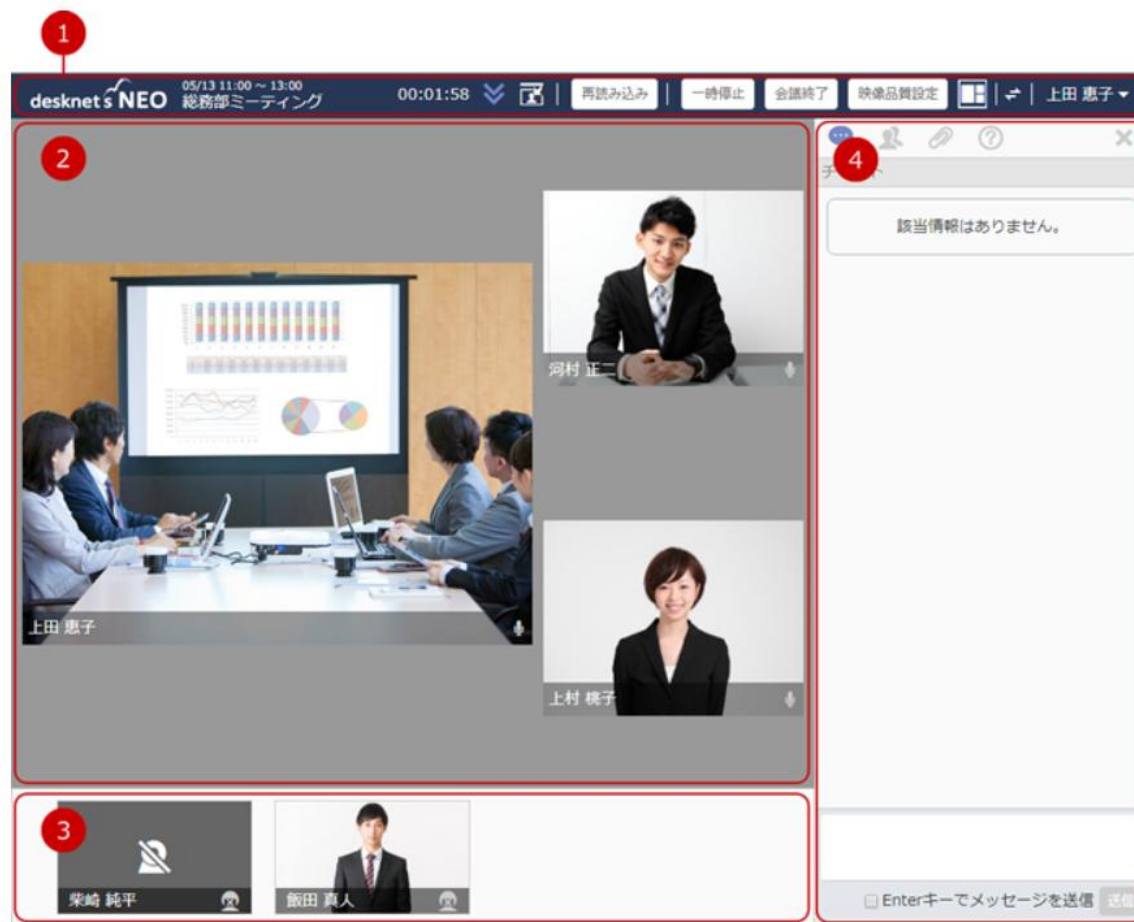 1
desknet's NEO
05/13 11:00 ~ 13:00
総務部ミーティング
00:01:58
再読み込み
一時停止
会議終了
映像品質設定
上田 恵子
2
河村 正二
上田 恵子
上村 桃子
3
柴崎 純平
飯田 真人
4
チ ト
該当情報はありません。
Enterキーでメッセージを送信
送信